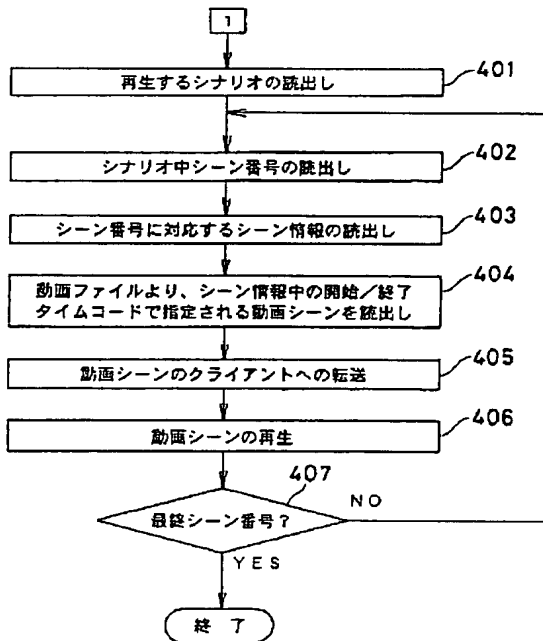 1
再生するシナリオの読出し
401
シナリオ中シーン番号の読出し
402
シーン番号に対応するシーン情報の読出し
403
動画ファイルより、シーン情報中の開始／終了
タイムコードで指定される動画シーンを読出し
404
動画シーンのクライアントへの転送
405
動画シーンの再生
406
407
最終シーン番号？
NO
YES
終了